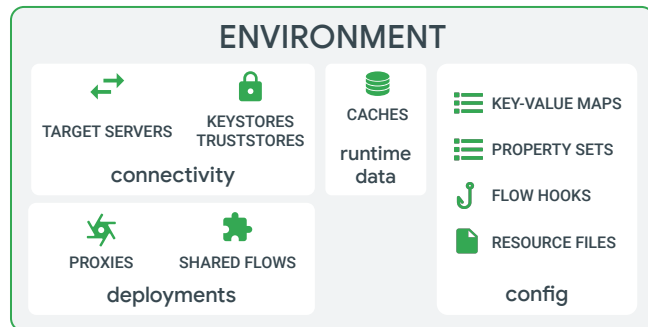 ENVIRONMENT
TARGET SERVERS
KEYSTORES
TRUSTSTORES
connectivity
CACHES
runtime
data
KEY-VALUE MAPS
PROPERTY SETS
FLOW HOOKS
RESOURCE FILES
config
PROXIES
SHARED FLOWS
deployments